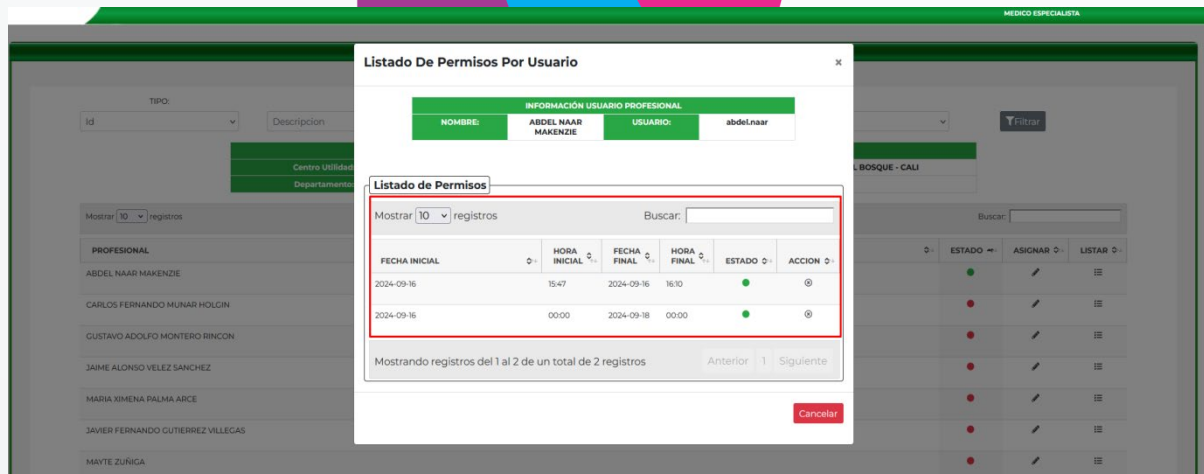 MEDICO ESPECIALISTA
Listado De Permisos Por Usuario ×
TIPO:
Id
Descripcion
Filtrar
INFORMACIÓN USUARIO PROFESIONAL
NOMBRE: ABDEL NAAR MAKENZIE USUARIO: abdel.naar
Centro Utilidad
BOSQUE - CALI
Departamento:
Listado de Permisos
Mostrar 10 registros Buscar:
FECHA INICIAL HORA INICIAL FECHA FINAL HORA FINAL ESTADO ACCION
2024-09-16 15:47 2024-09-16 16:10
2024-09-16 00:00 2024-09-18 00:00
Mostrando registros del 1 al 2 de un total de 2 registros Anterior 1 Siguiente
Cancelar
Mostrar 10 registros Buscar:
PROFESIONAL ESTADO ASIGNAR LISTAR
ABDEL NAAR MAKENZIE
CARLOS FERNANDO MUNAR HOLGIN
GUSTAVO ADOLFO MONTERO RINCON
JAIME ALONSO VELEZ SANCHEZ
MARIA XIMENA PALMA ARCE
JAVIER FERNANDO GUTIERREZ VILLEGAS
MAYTE ZUÑIGA